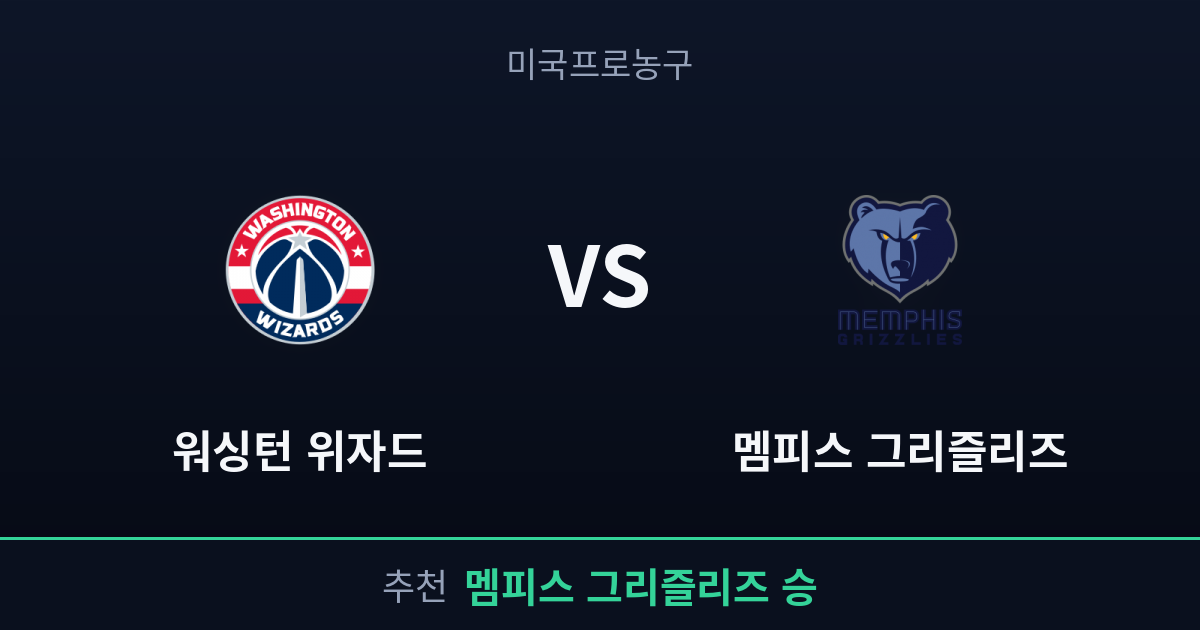 미국프로농구
WASHINGTON
WIZARDS
VS
MEMPHIS
GRIZZLIES
워싱턴 위자드
멤피스 그리즐리즈
추천 멤피스 그리즐리즈 승